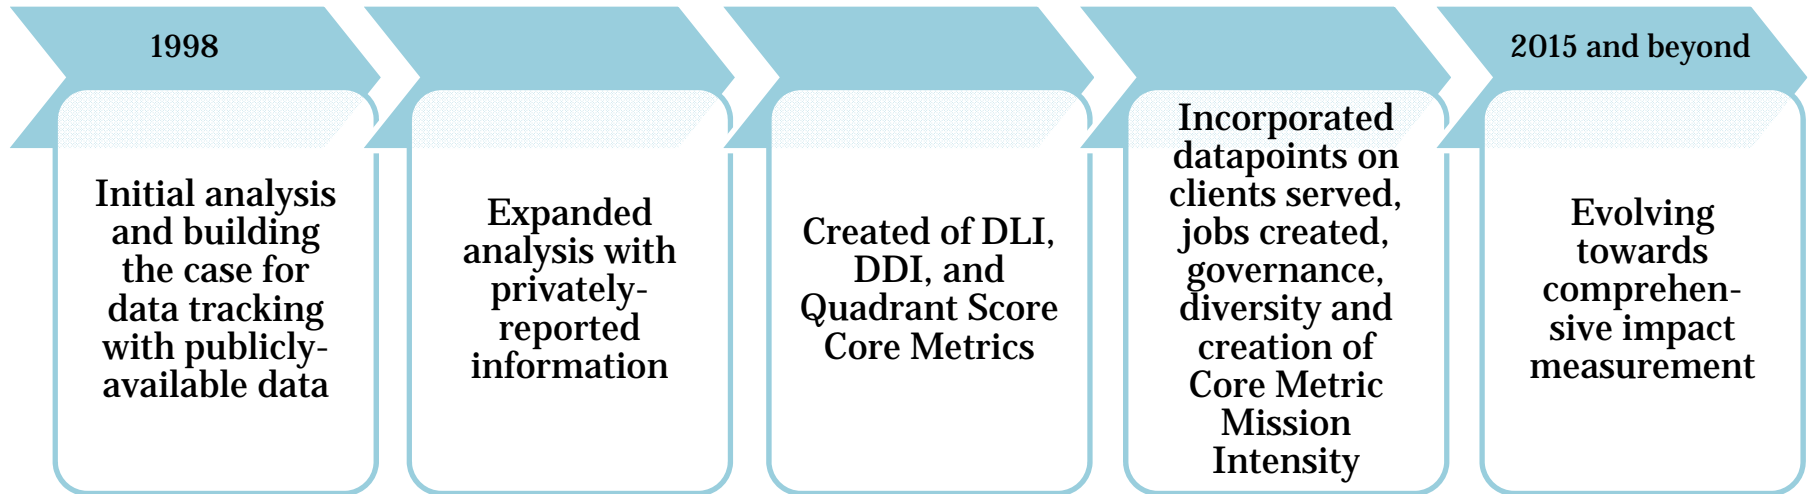 1998
2015 and beyond
Initial analysis
and building
the case for
data tracking
with publicly-
available data
Expanded
analysis with
privately-
reported
information
Created of DLI,
DDI, and
Quadrant Score
Core Metrics
Incorporated
datapoints on
clients served,
jobs created,
governance,
diversity and
creation of
Core Metric
Mission
Intensity
Evolving
towards
comprehen-
sive impact
measurement